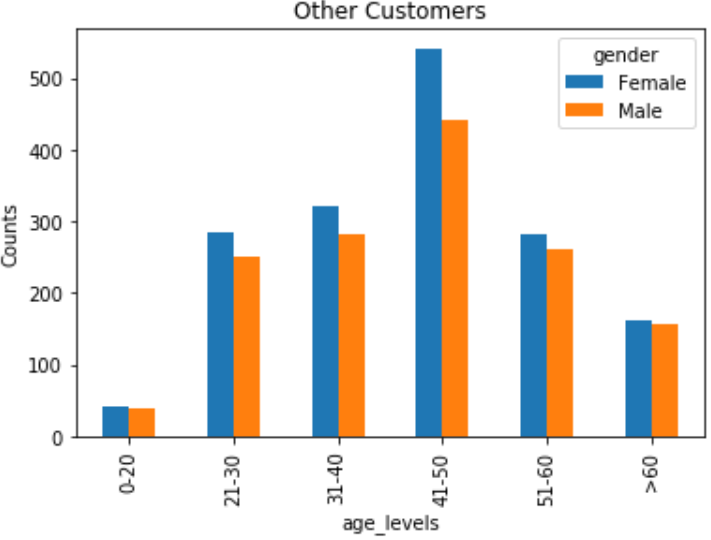 Other Customers
gender
Female
Male
Counts
500
400
300
200
100
0
0-20
21-30
31-40
41-50
51-60
>60
age_levels